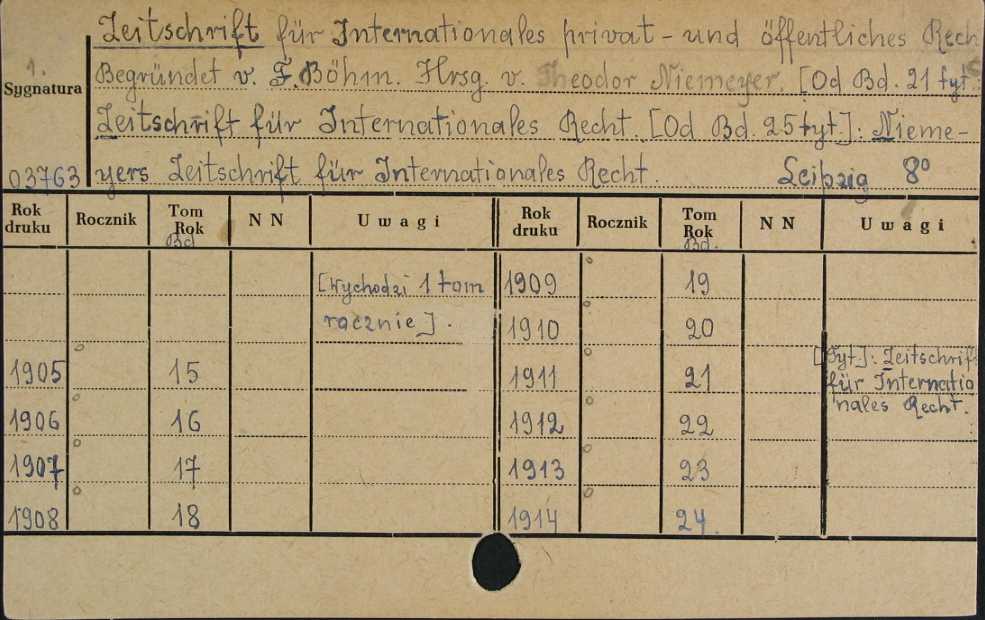 Zeitschrift für Internationales privat- und öffentliches Rech
1.
Begründet v. F. Böhm. Hrsg. v. Theodor Niemeyer. [Od Bd. 21 tyt
Sygnatura
Zeitschrift für Internationales Recht. [Od Bd. 25 tyt]: Nieme-
03763 yers Zeitschrift für Internationales Recht. Leipzig 8°
Rok druku Rocznik Tom Rok Bd NN Uwagi Rok druku Rocznik Tom Rok Bd. NN Uwagi
[Wychodzi 1 tom 1909 19
rocznie]. 1910 20
1905 15 1911 21 [Tyt]: Zeitschrif
für Internatio
1906 16 1912 22 nales Recht.
1907 17 1913 23
1908 18 1914 24.